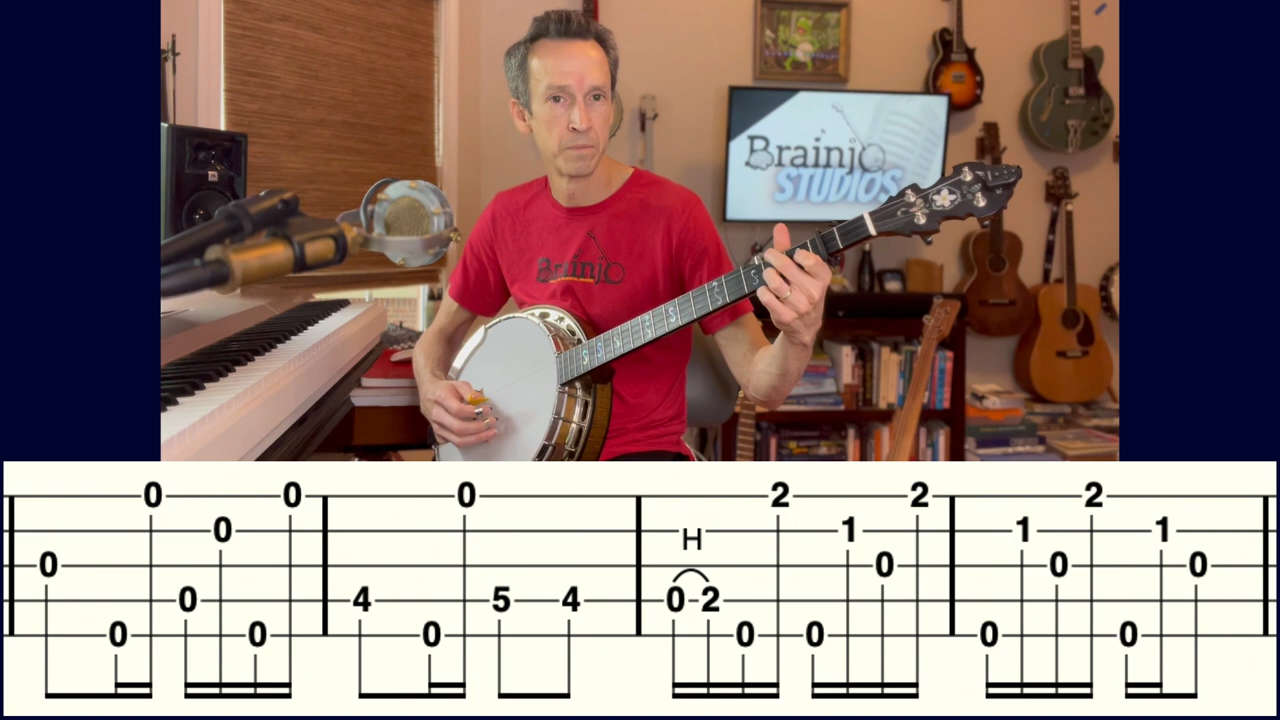 Brainjo
STUDIOS
Brainjo
0 0 0 2 2 2
0 1 1 1
H
0 0 0 0
0 4 5 4 0 2
0 0 0 0 0 0 0